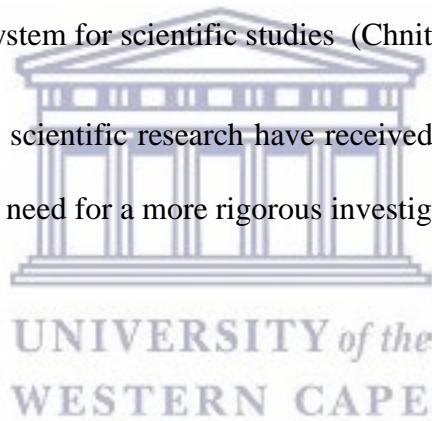 ystem for scientific studies (Chnit
scientific research have received
need for a more rigorous investig
UNIVERSITY of the
WESTERN CAPE